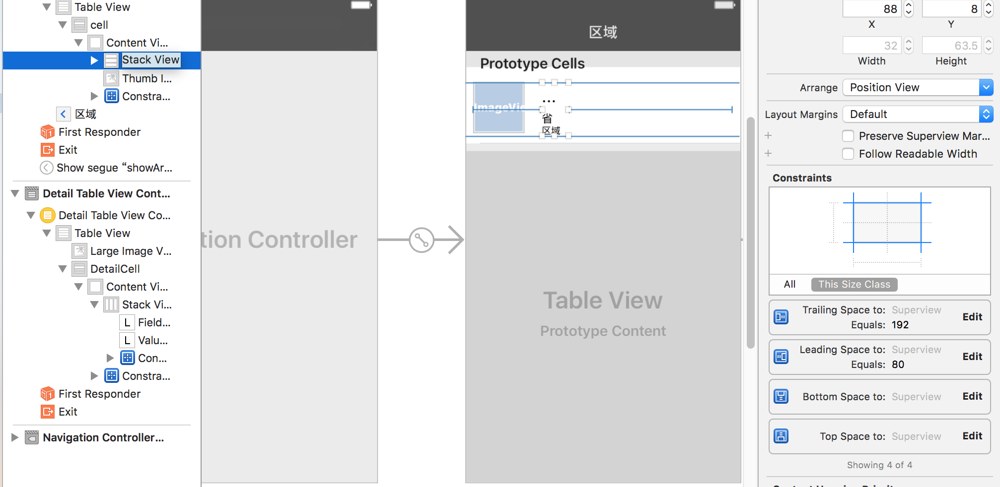 Table View
cell
Content Vi...
Stack View
Thumb I...
Constra...
区域
First Responder
Exit
Show segue “showAr...
Detail Table View Cont...
Detail Table View Co...
Table View
Large Image V...
DetailCell
Content Vi...
Stack Vi...
L Field...
L Valu...
Con...
Constra...
First Responder
Exit
Navigation Controller...
tion Controller
区域
Prototype Cells
ImageVie
...
省
区域
Table View
Prototype Content
88 8
X Y
32 63.5
Width Height
Arrange Position View
Layout Margins Default
Preserve Superview Mar...
Follow Readable Width
Constraints
All This Size Class
Trailing Space to: Superview
Equals: 192
Edit
Leading Space to: Superview
Equals: 80
Edit
Bottom Space to: Superview Edit
Top Space to: Superview Edit
Showing 4 of 4